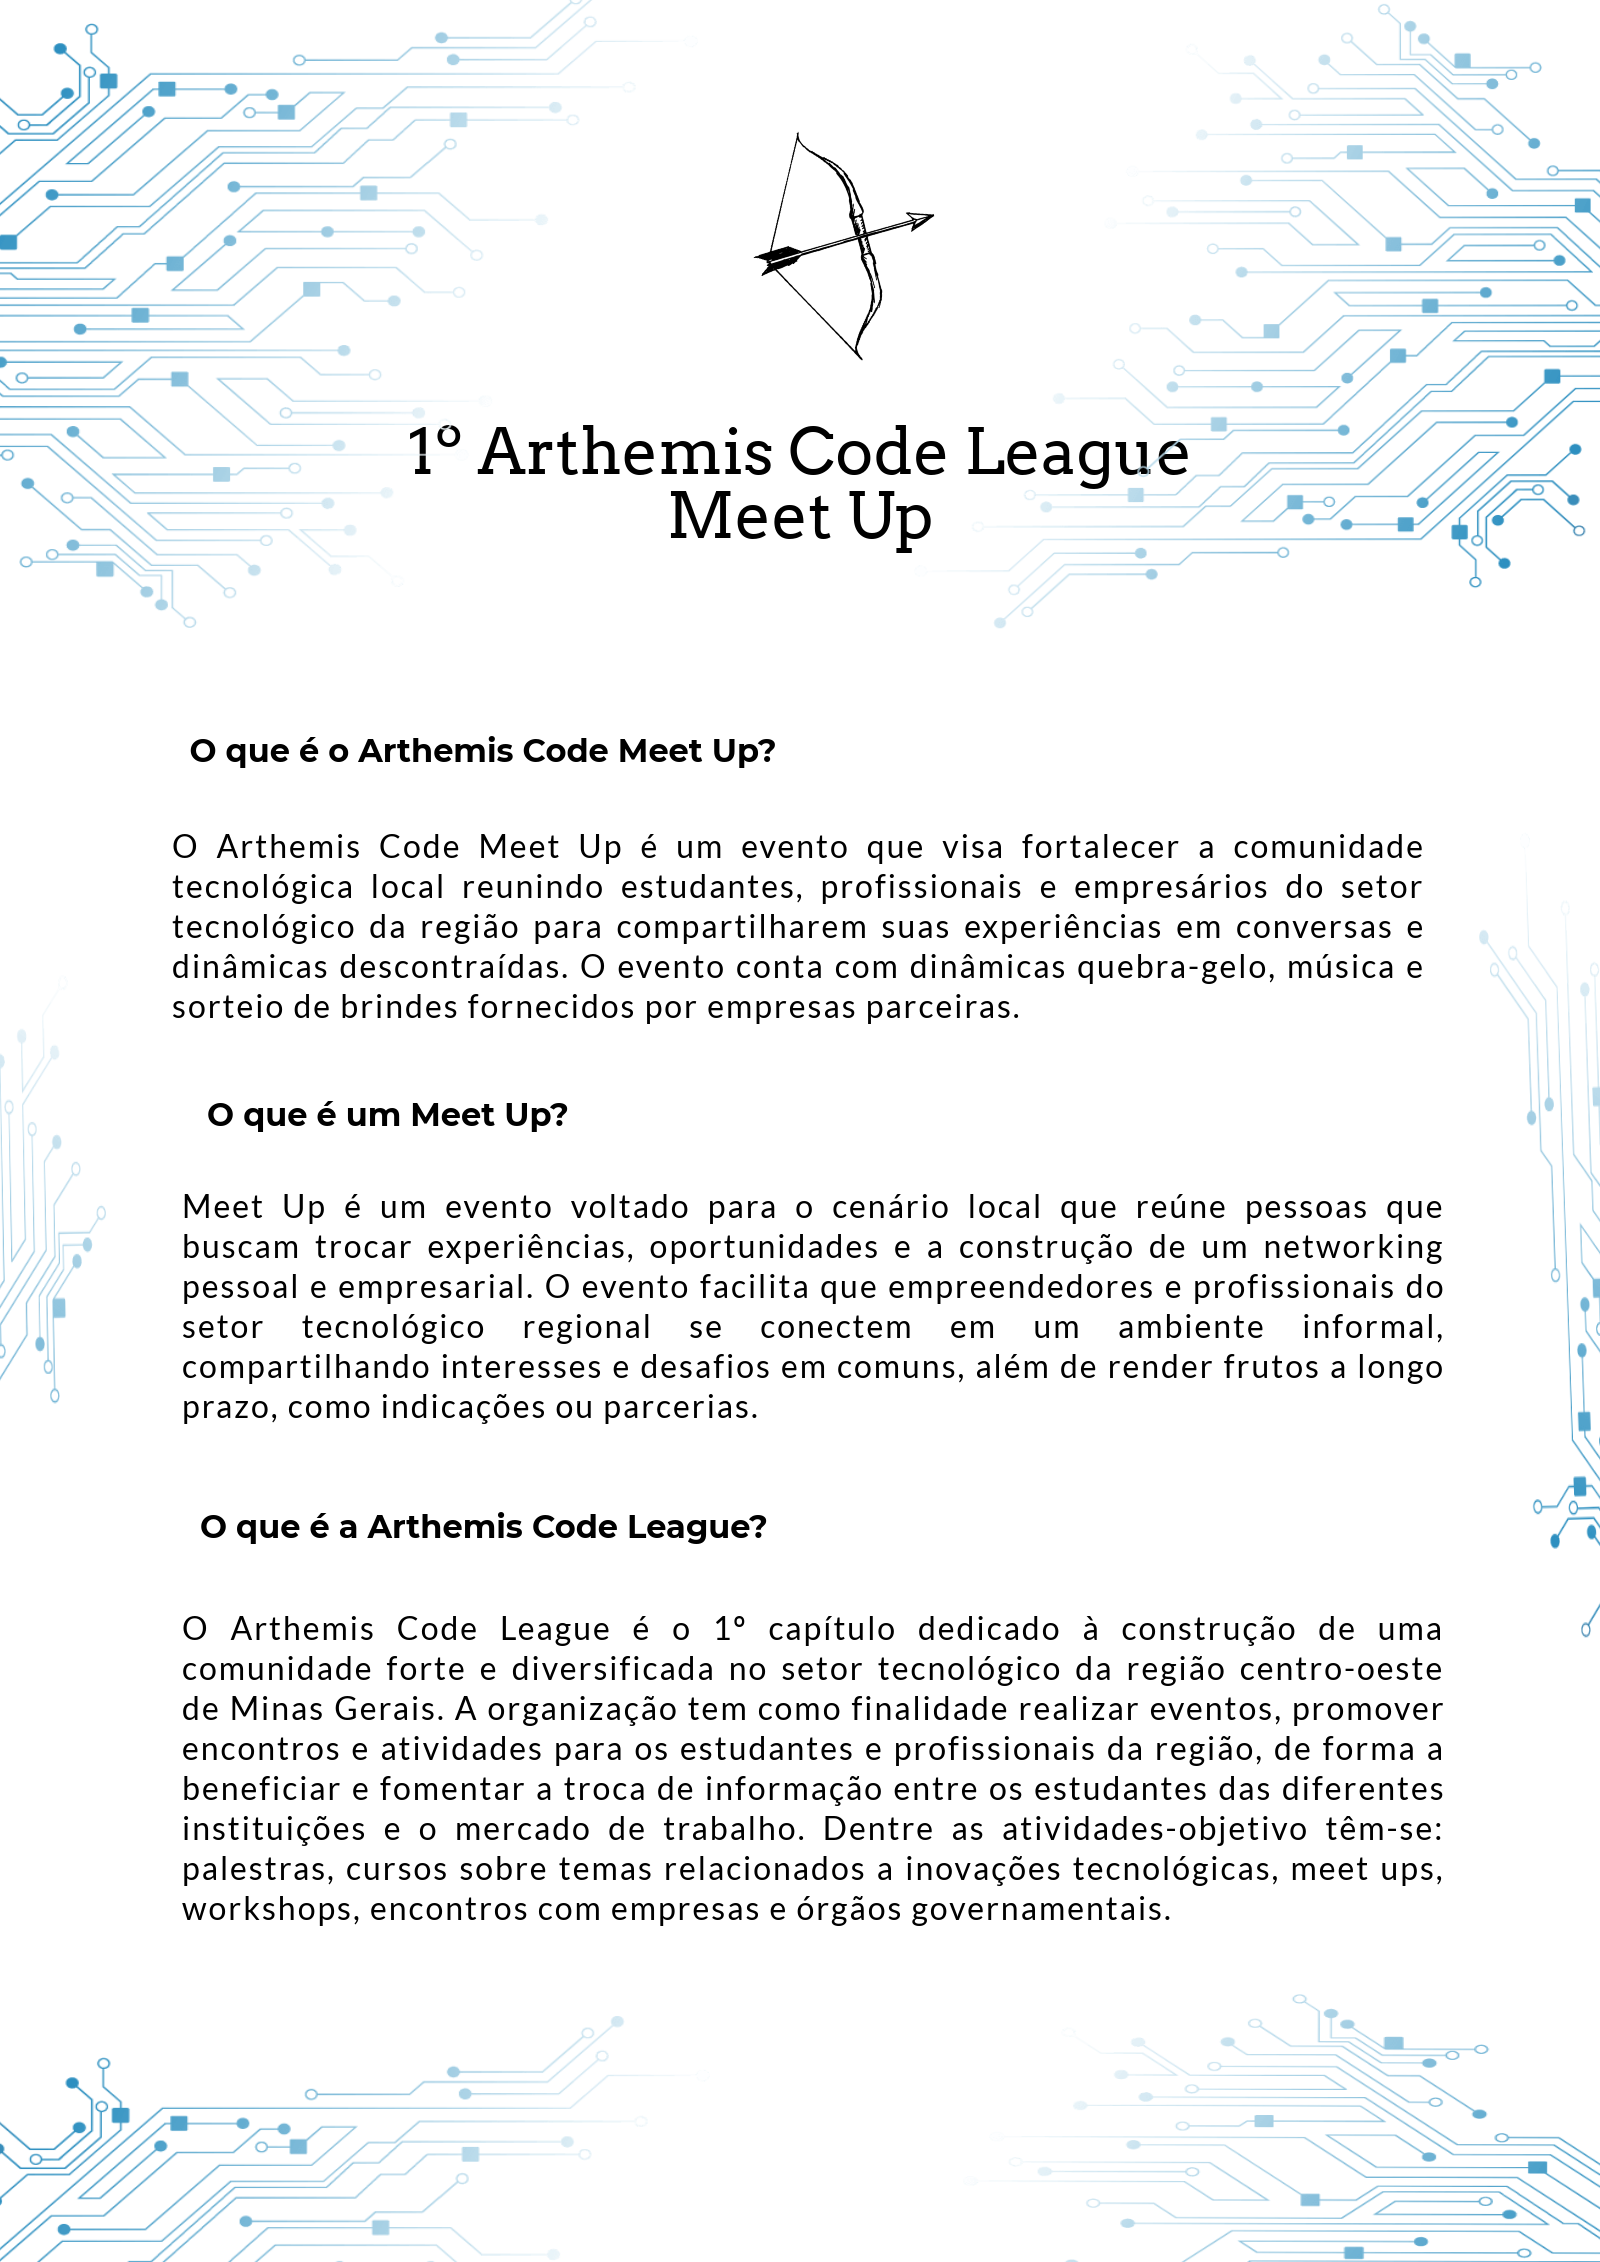 1º Arthemis Code League
Meet Up
O que é o Arthemis Code Meet Up?
O Arthemis Code Meet Up é um evento que visa fortalecer a comunidade
tecnológica local reunindo estudantes, profissionais e empresários do setor
tecnológico da região para compartilharem suas experiências em conversas e
dinâmicas descontraídas. O evento conta com dinâmicas quebra-gelo, música e
sorteio de brindes fornecidos por empresas parceiras.
O que é um Meet Up?
Meet Up é um evento voltado para o cenário local que reúne pessoas que
buscam trocar experiências, oportunidades e a construção de um networking
pessoal e empresarial. O evento facilita que empreendedores e profissionais do
setor tecnológico regional se conectem em um ambiente informal,
compartilhando interesses e desafios em comuns, além de render frutos a longo
prazo, como indicações ou parcerias.
O que é a Arthemis Code League?
O Arthemis Code League é o 1º capítulo dedicado à construção de uma
comunidade forte e diversificada no setor tecnológico da região centro-oeste
de Minas Gerais. A organização tem como finalidade realizar eventos, promover
encontros e atividades para os estudantes e profissionais da região, de forma a
beneficiar e fomentar a troca de informação entre os estudantes das diferentes
instituições e o mercado de trabalho. Dentre as atividades-objetivo têm-se:
palestras, cursos sobre temas relacionados a inovações tecnológicas, meet ups,
workshops, encontros com empresas e órgãos governamentais.